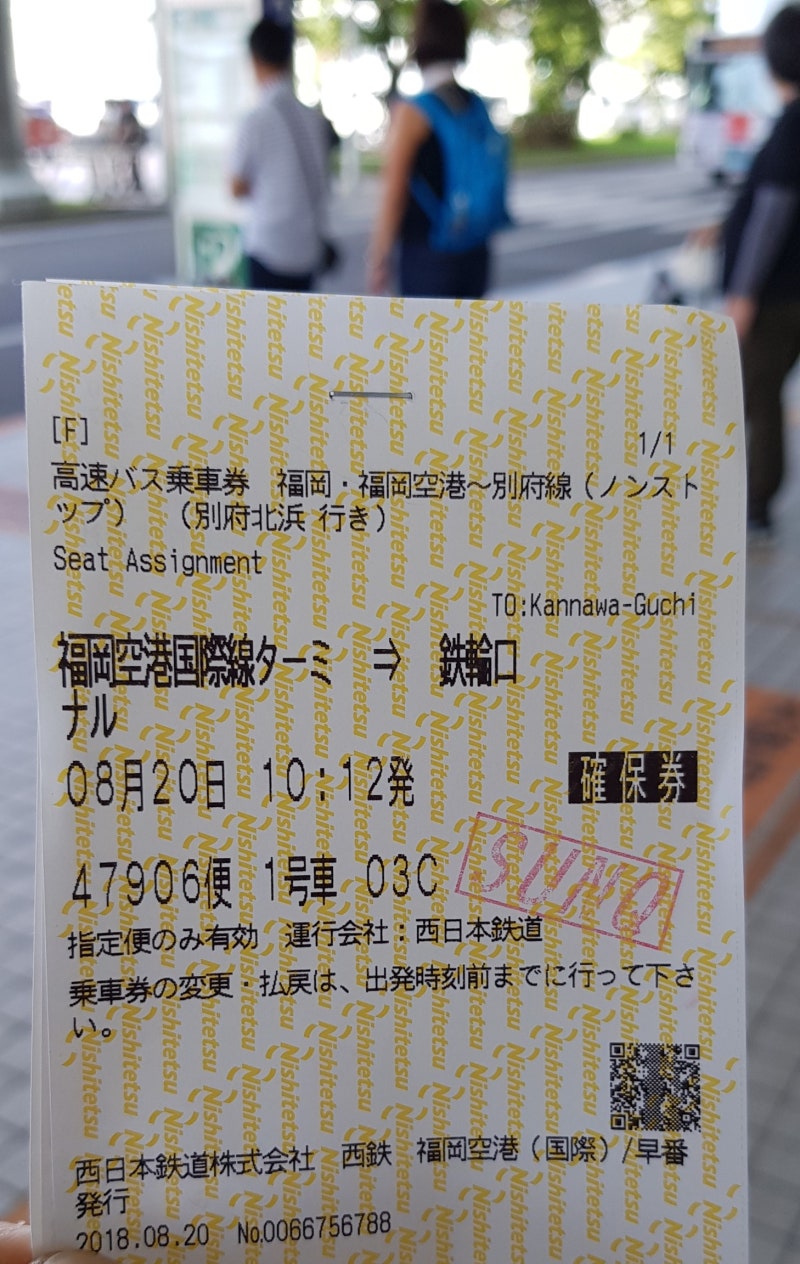 [F]
1/1
高速バス乗車券 福岡・福岡空港～別府線（ノンスト
ップ） （別府北浜 行き）
Seat Assignment
TO:Kannawa-Guchi
福岡空港国際線ターミ ⇒ 鉄輪口
ナル
08月20日 10:12発 確保券
47906便 1号車 03C
SUNQ
指定便のみ有効 運行会社：西日本鉄道
乗車券の変更・払戻は、出発時刻前までに行って下さ
い。
西日本鉄道株式会社 西鉄 福岡空港（国際）/早番
発行
2018.08.20 No.0066756788
Nishitetsu